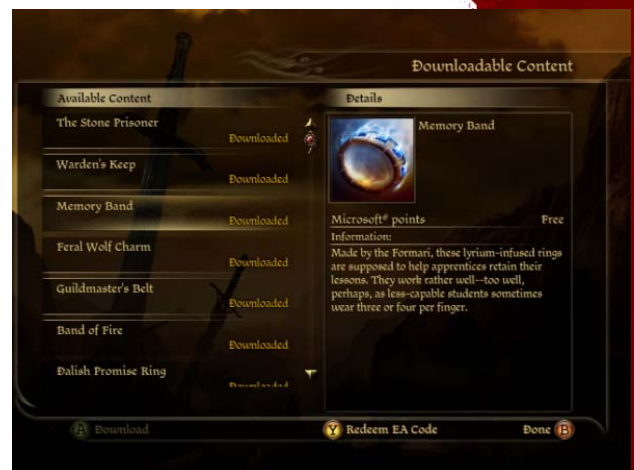 Downloadable Content
Available Content
The Stone Prisoner
Downloaded
Warden's Keep
Downloaded
Memory Band
Downloaded
Feral Wolf Charm
Downloaded
Guildmaster's Belt
Downloaded
Band of Fire
Downloaded
Dalish Promise Ring
Downloaded
Details
Memory Band
Microsoft® points Free
Information:
Made by the Formari, these lyrium-infused rings
are supposed to help apprentices retain their
lessons. They work rather well--too well,
perhaps, as less-capable students sometimes
wear three or four per finger.
A Download
Y Redeem EA Code
Done B